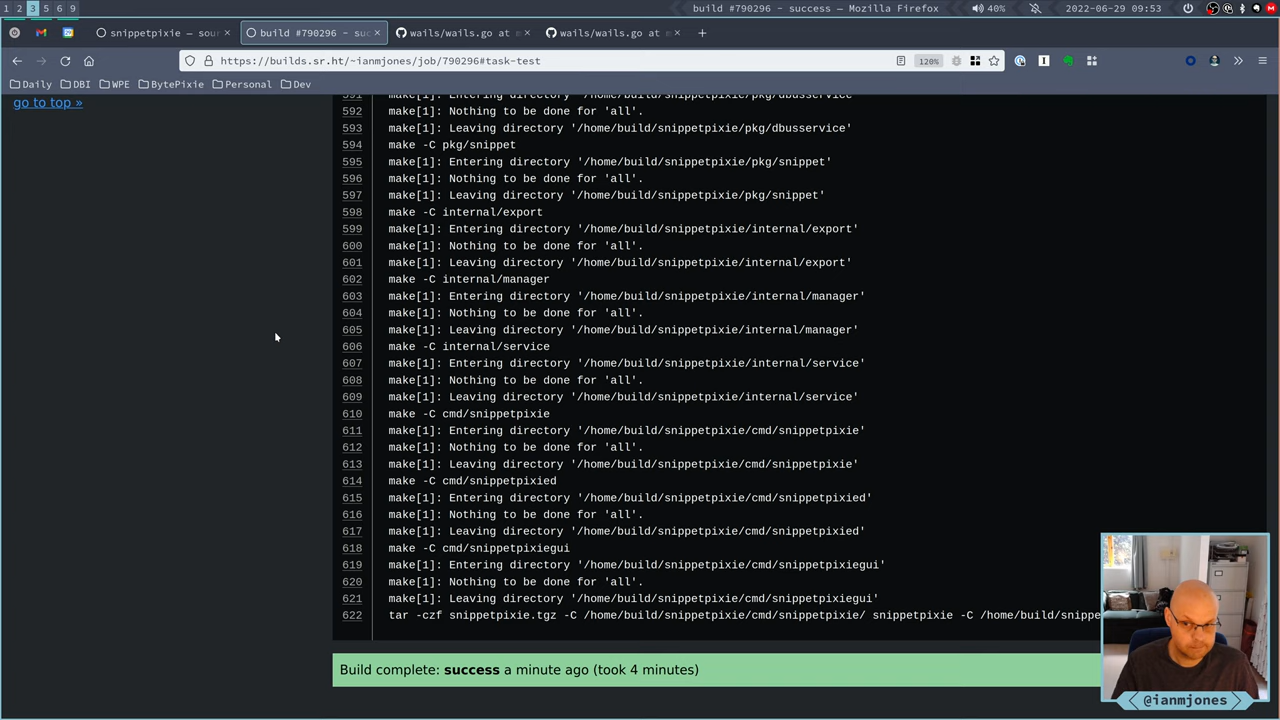 1 2 3 5 6 9
build #790296 - success — Mozilla Firefox
40%
2022-06-29 09:53
snippetpixie — sour
build #790296 - suc
wails/wails.go at m
wails/wails.go at m
https://builds.sr.ht/~ianmjones/job/790296#task-test
120%
Daily
DBI
WPE
BytePixie
Personal
Dev
go to top »
591 make[1]: Entering directory '/home/build/snippetpixie/pkg/dbusservice'
592 make[1]: Nothing to be done for 'all'.
593 make[1]: Leaving directory '/home/build/snippetpixie/pkg/dbusservice'
594 make -C pkg/snippet
595 make[1]: Entering directory '/home/build/snippetpixie/pkg/snippet'
596 make[1]: Nothing to be done for 'all'.
597 make[1]: Leaving directory '/home/build/snippetpixie/pkg/snippet'
598 make -C internal/export
599 make[1]: Entering directory '/home/build/snippetpixie/internal/export'
600 make[1]: Nothing to be done for 'all'.
601 make[1]: Leaving directory '/home/build/snippetpixie/internal/export'
602 make -C internal/manager
603 make[1]: Entering directory '/home/build/snippetpixie/internal/manager'
604 make[1]: Nothing to be done for 'all'.
605 make[1]: Leaving directory '/home/build/snippetpixie/internal/manager'
606 make -C internal/service
607 make[1]: Entering directory '/home/build/snippetpixie/internal/service'
608 make[1]: Nothing to be done for 'all'.
609 make[1]: Leaving directory '/home/build/snippetpixie/internal/service'
610 make -C cmd/snippetpixie
611 make[1]: Entering directory '/home/build/snippetpixie/cmd/snippetpixie'
612 make[1]: Nothing to be done for 'all'.
613 make[1]: Leaving directory '/home/build/snippetpixie/cmd/snippetpixie'
614 make -C cmd/snippetpixied
615 make[1]: Entering directory '/home/build/snippetpixie/cmd/snippetpixied'
616 make[1]: Nothing to be done for 'all'.
617 make[1]: Leaving directory '/home/build/snippetpixie/cmd/snippetpixied'
618 make -C cmd/snippetpixiegui
619 make[1]: Entering directory '/home/build/snippetpixie/cmd/snippetpixiegui'
620 make[1]: Nothing to be done for 'all'.
621 make[1]: Leaving directory '/home/build/snippetpixie/cmd/snippetpixiegui'
622 tar -czf snippetpixie.tgz -C /home/build/snippetpixie/cmd/snippetpixie/ snippetpixie -C /home/build/snippe
Build complete: success a minute ago (took 4 minutes)
@ianmjones